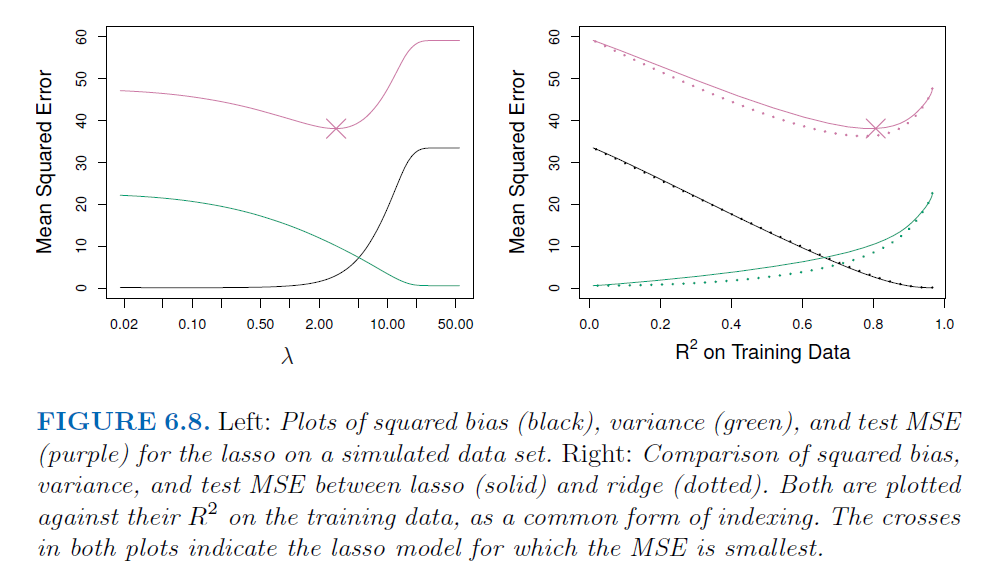 60
50
40
30
20
10
0
Mean Squared Error
0.02 0.10 0.50 2.00 10.00 50.00
λ
60
50
40
30
20
10
0
Mean Squared Error
0.0 0.2 0.4 0.6 0.8 1.0
R² on Training Data
FIGURE 6.8. Left: Plots of squared bias (black), variance (green), and test MSE
(purple) for the lasso on a simulated data set. Right: Comparison of squared bias,
variance, and test MSE between lasso (solid) and ridge (dotted). Both are plotted
against their R² on the training data, as a common form of indexing. The crosses
in both plots indicate the lasso model for which the MSE is smallest.